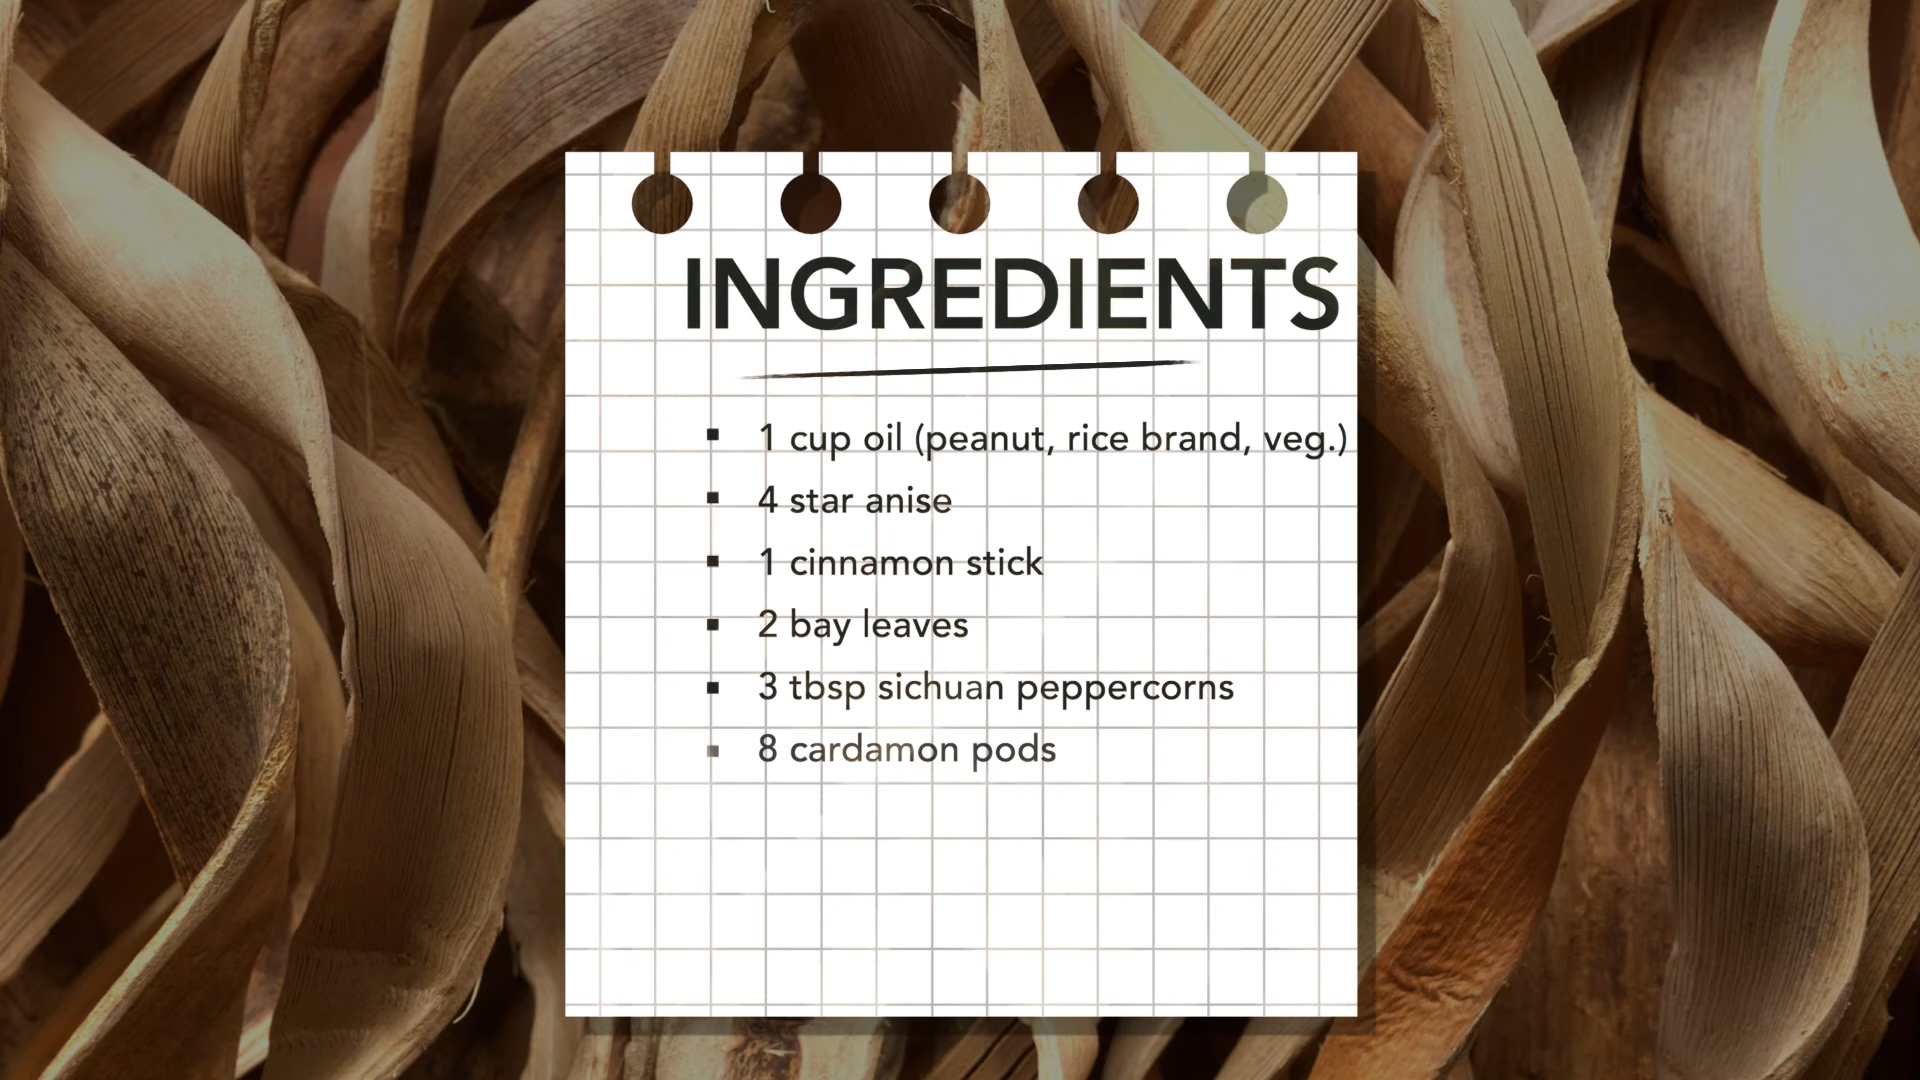 INGREDIENTS
1 cup oil (peanut, rice brand, veg.)
4 star anise
1 cinnamon stick
2 bay leaves
3 tbsp sichuan peppercorns
8 cardamon pods